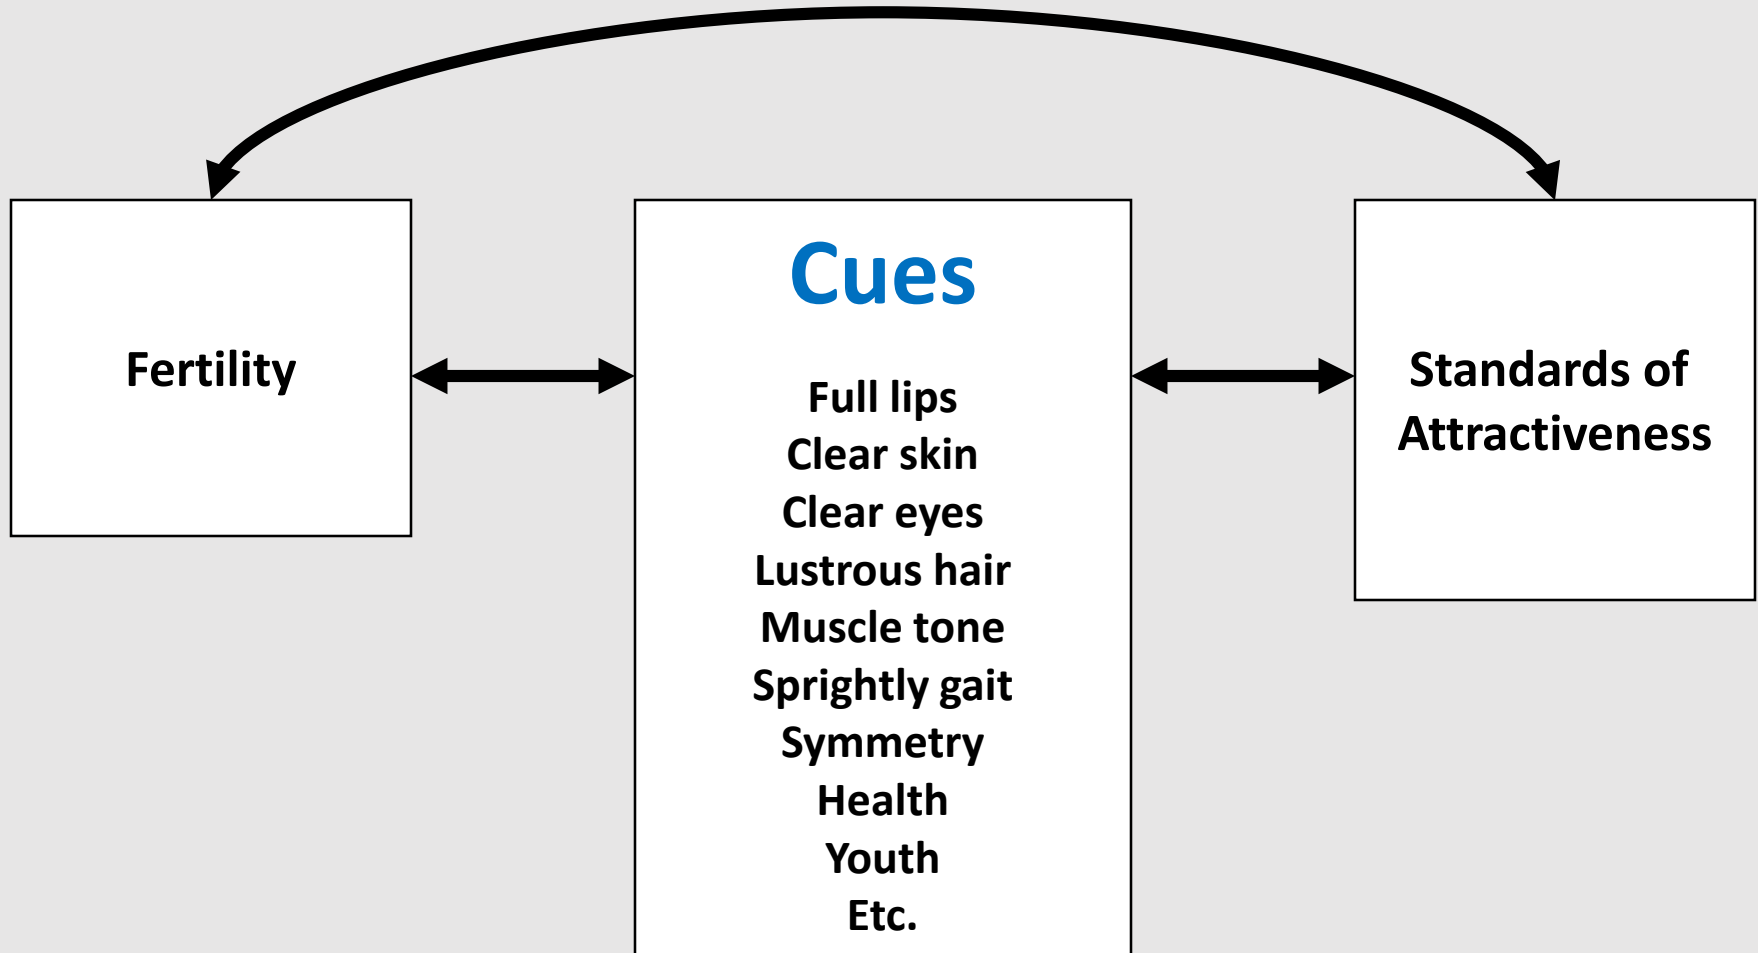 Fertility
Cues
Full lips
Clear skin
Clear eyes
Lustrous hair
Muscle tone
Sprightly gait
Symmetry
Health
Youth
Etc.
Standards of
Attractiveness